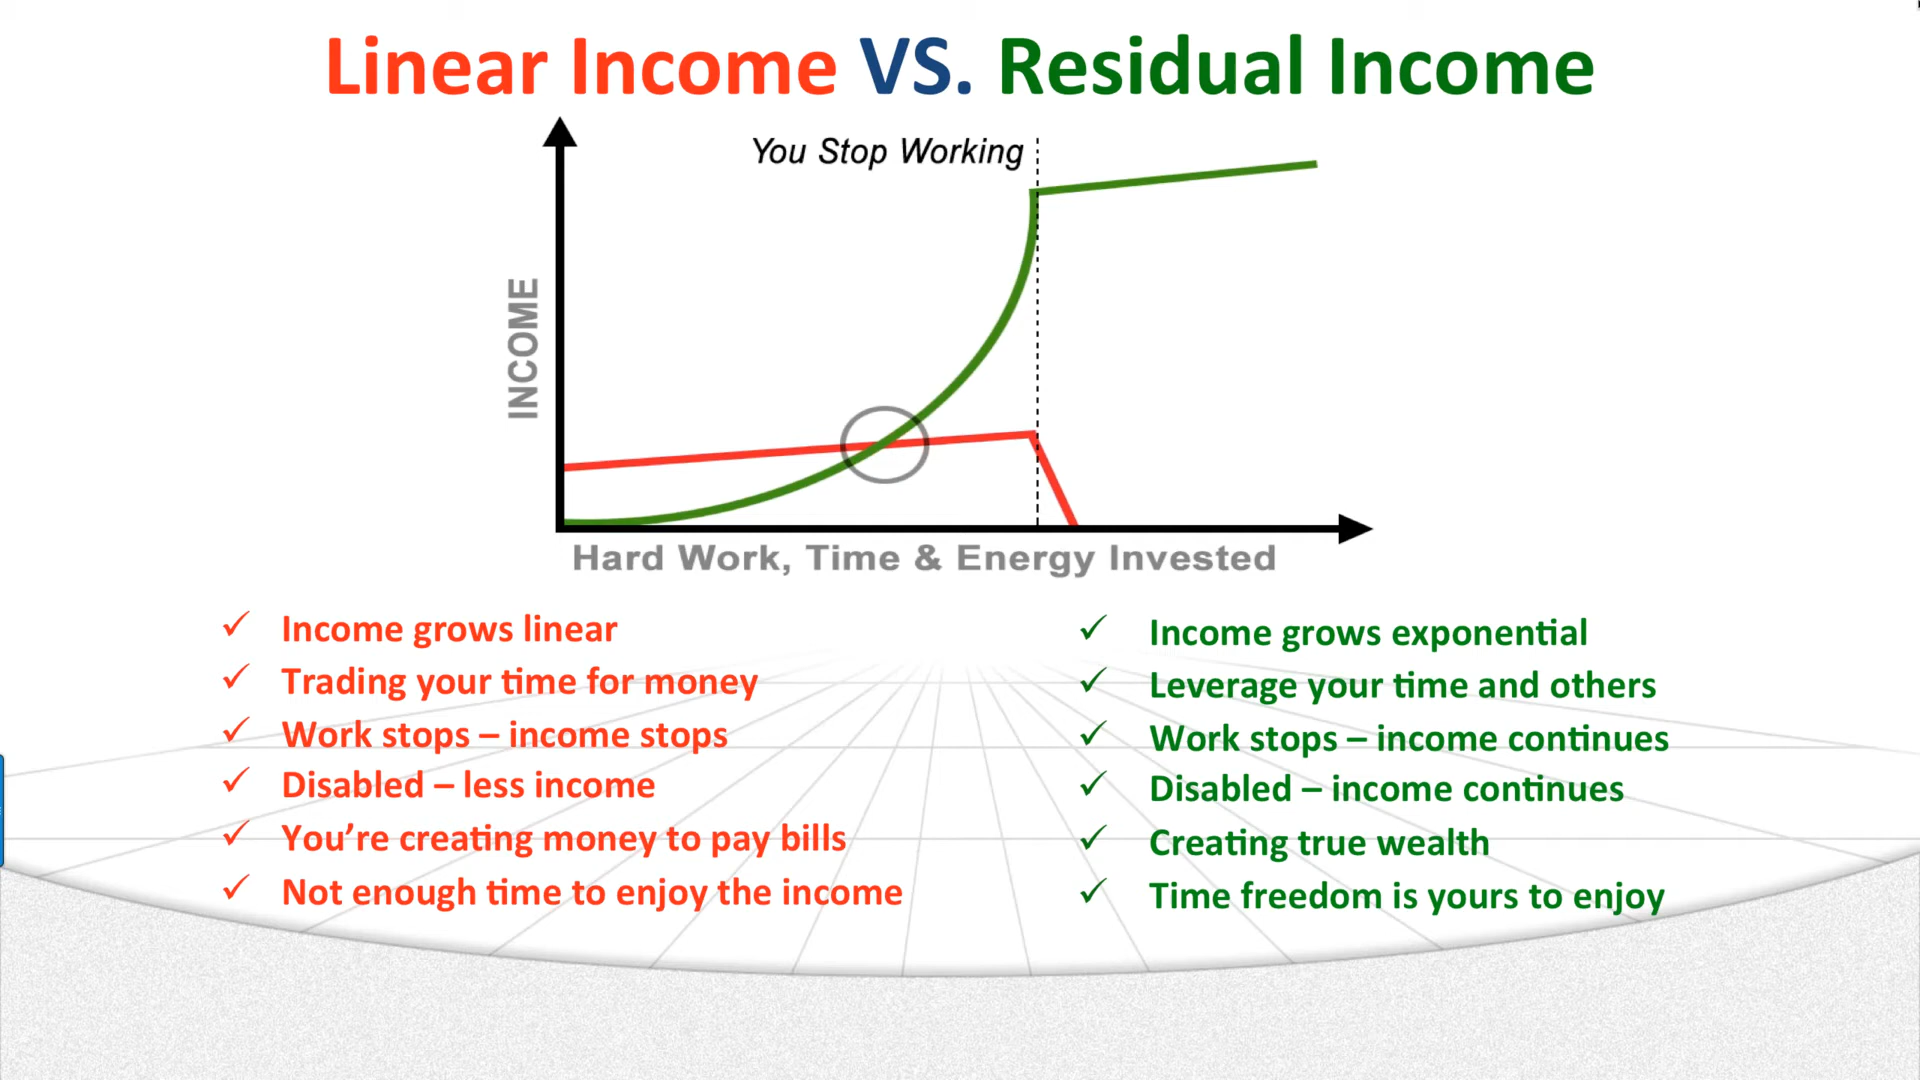 Linear Income VS. Residual Income
You Stop Working
INCOME
Hard Work, Time & Energy Invested
✓ Income grows linear
✓ Trading your time for money
✓ Work stops – income stops
✓ Disabled – less income
✓ You’re creating money to pay bills
✓ Not enough time to enjoy the income
✓ Income grows exponential
✓ Leverage your time and others
✓ Work stops – income continues
✓ Disabled – income continues
✓ Creating true wealth
✓ Time freedom is yours to enjoy